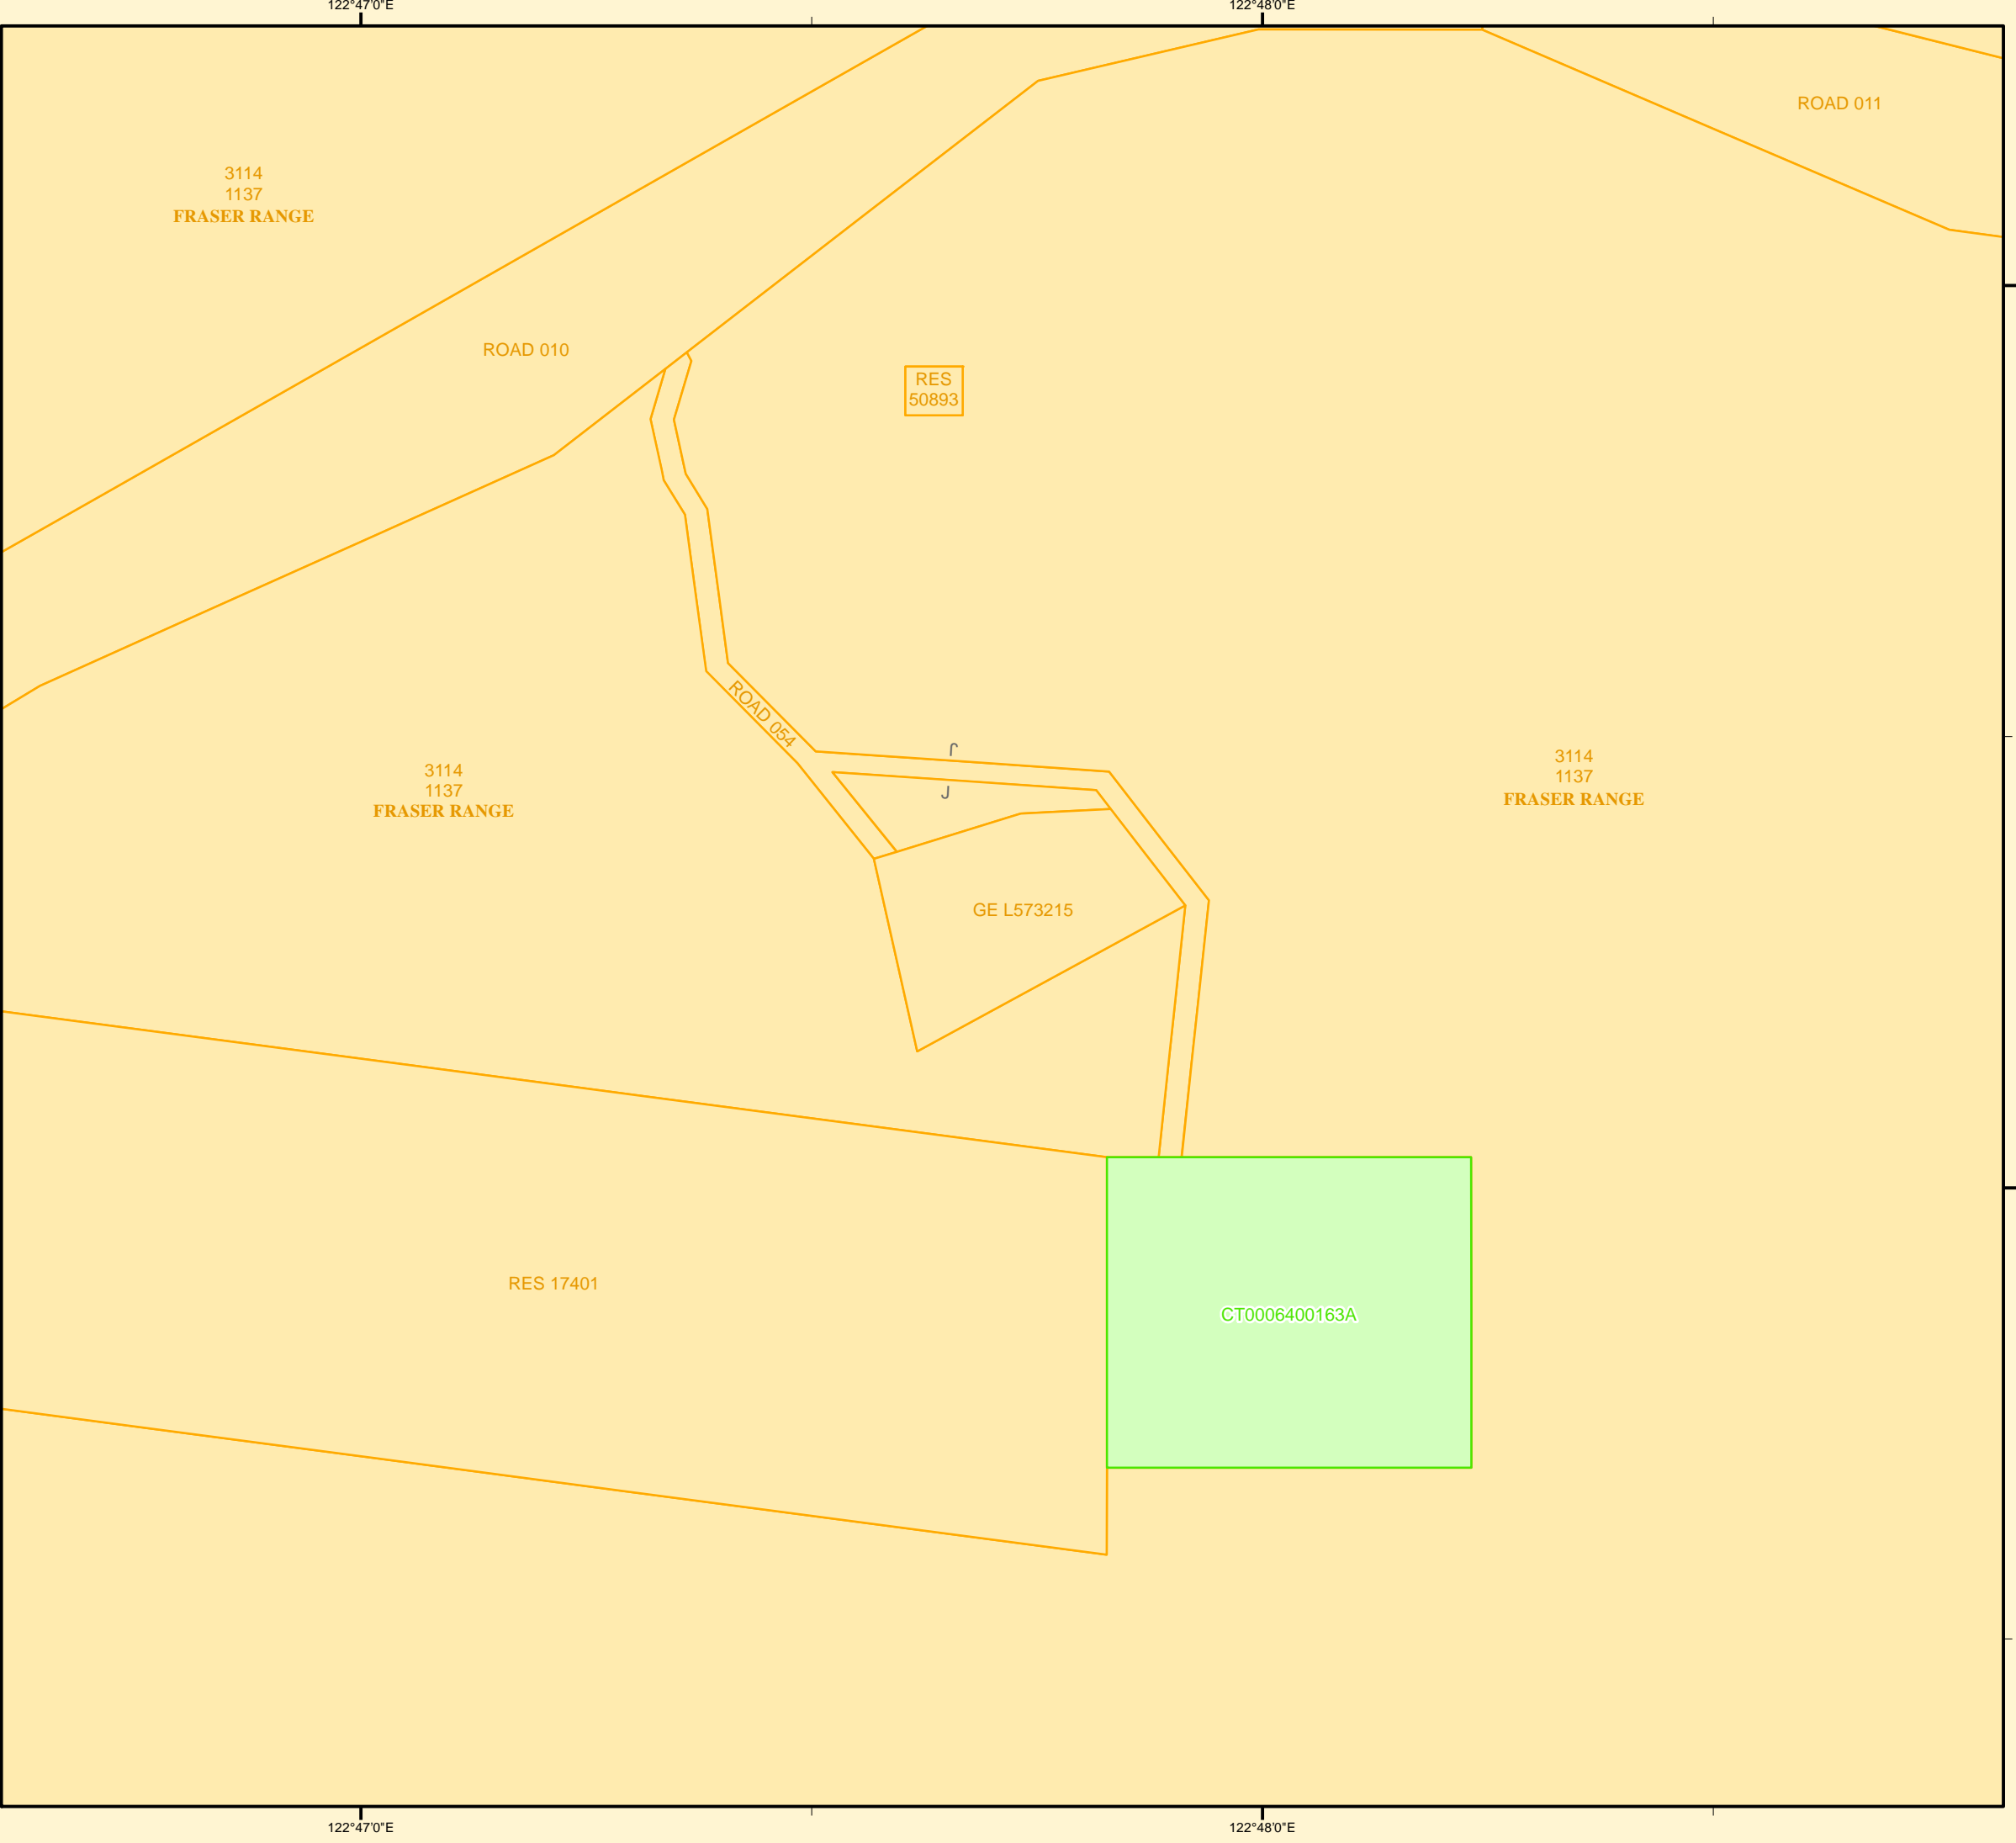 122°47'0"E
122°48'0"E
ROAD 011
3114
1137
FRASER RANGE
ROAD 010
RES
50893
ROAD 054
3114
1137
FRASER RANGE
3114
1137
FRASER RANGE
GE L573215
RES 17401
CT0006400163A
122°47'0"E
122°48'0"E